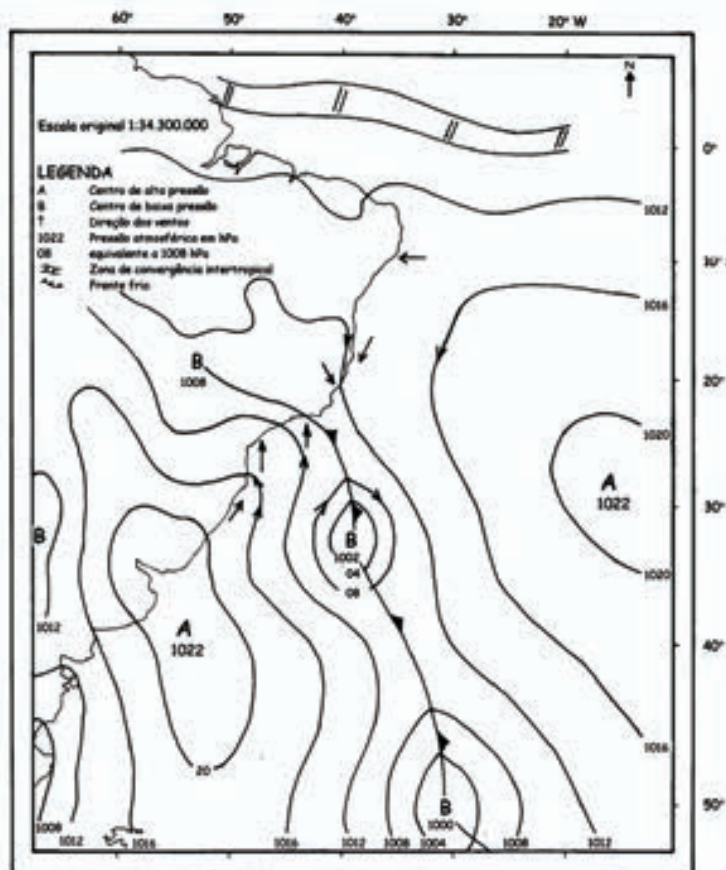 60° 50° 40° 30° 20° W
N
Escala original 1:34.300.000
0°
LEGENDA
A Centro de alta pressão
B Centro de baixa pressão
↑ Direção dos ventos
1022 Pressão atmosférica em hPa
08 equivalente a 1008 hPa
Zona de convergência intertropical
Frente fria
1012
10°
1016
B
1008
20°
1020
A
1022
30°
B
B
1002
04
08
1020
1012
A
1022
40°
1016
20
B
1000
50°
1008
1012
1016
1016
1012
1008
1004
1008
1012